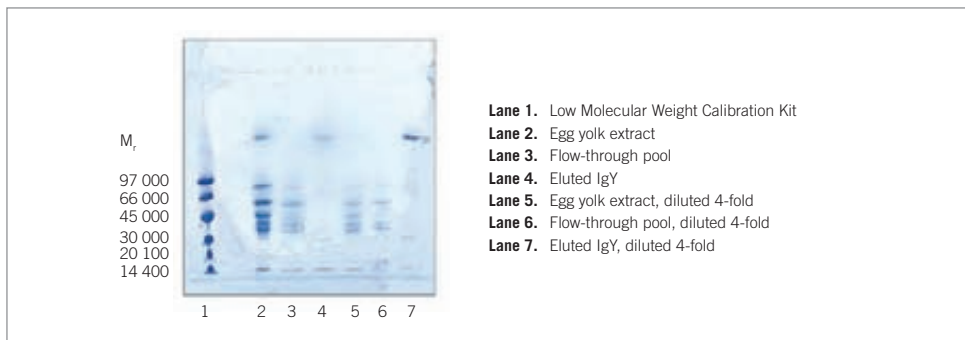 Mr
97 000
66 000
45 000
30 000
20 100
14 400
1 2 3 4 5 6 7
Lane 1. Low Molecular Weight Calibration Kit
Lane 2. Egg yolk extract
Lane 3. Flow-through pool
Lane 4. Eluted IgY
Lane 5. Egg yolk extract, diluted 4-fold
Lane 6. Flow-through pool, diluted 4-fold
Lane 7. Eluted IgY, diluted 4-fold